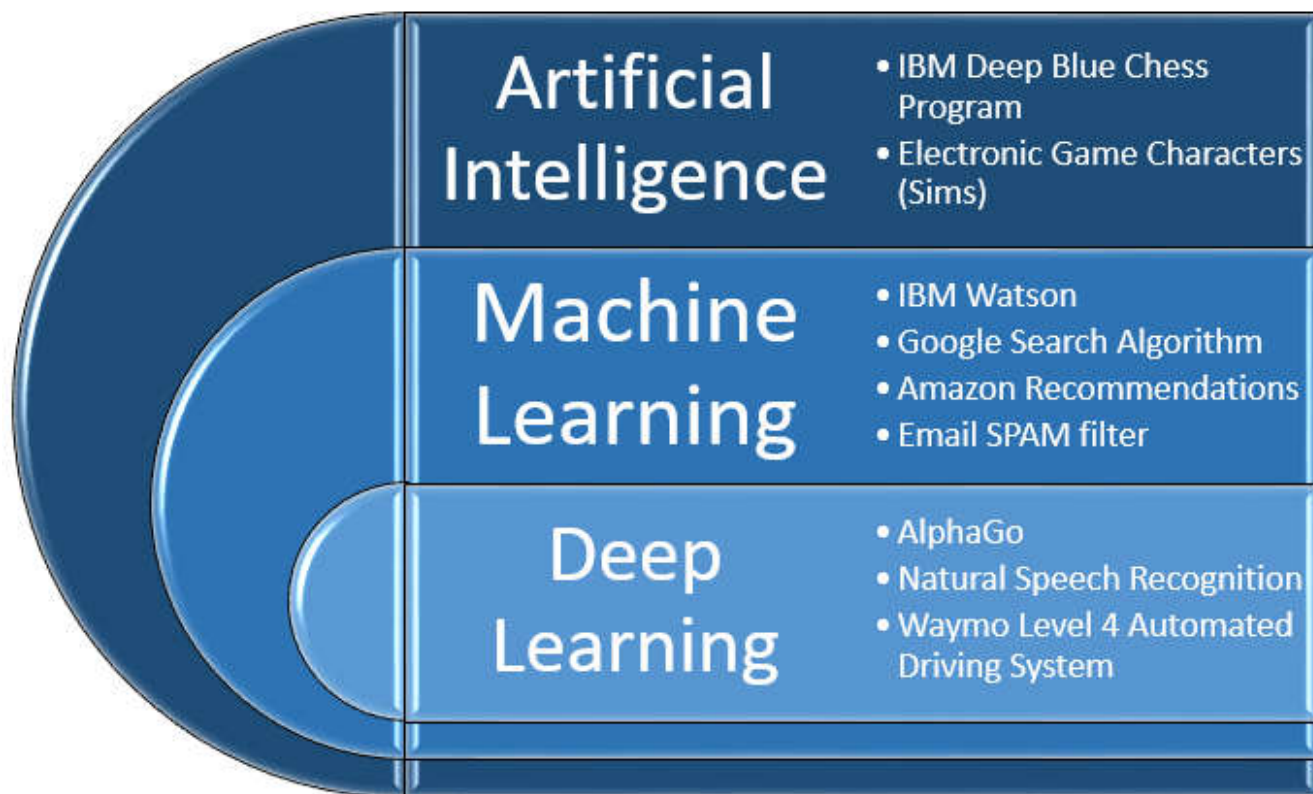 Artificial
Intelligence
• IBM Deep Blue Chess
Program
• Electronic Game Characters
(Sims)
Machine
Learning
• IBM Watson
• Google Search Algorithm
• Amazon Recommendations
• Email SPAM filter
Deep
Learning
• AlphaGo
• Natural Speech Recognition
• Waymo Level 4 Automated
Driving System